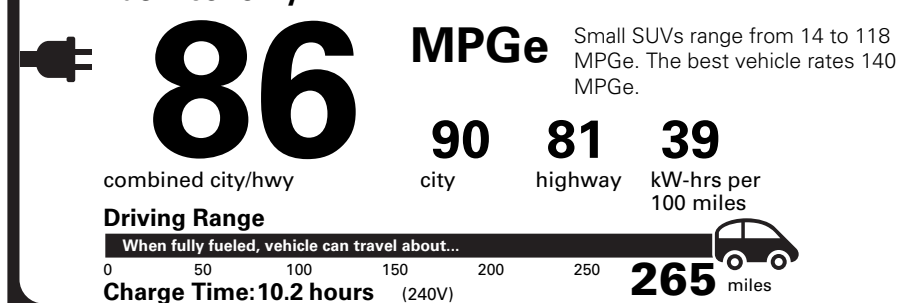 86
MPGe
Small SUVs range from 14 to 118
MPGe. The best vehicle rates 140
MPGe.
combined city/hwy
90
city
81
highway
39
kW-hrs per
100 miles
Driving Range
When fully fueled, vehicle can travel about...
0 50 100 150 200 250 265 miles
Charge Time: 10.2 hours (240V)